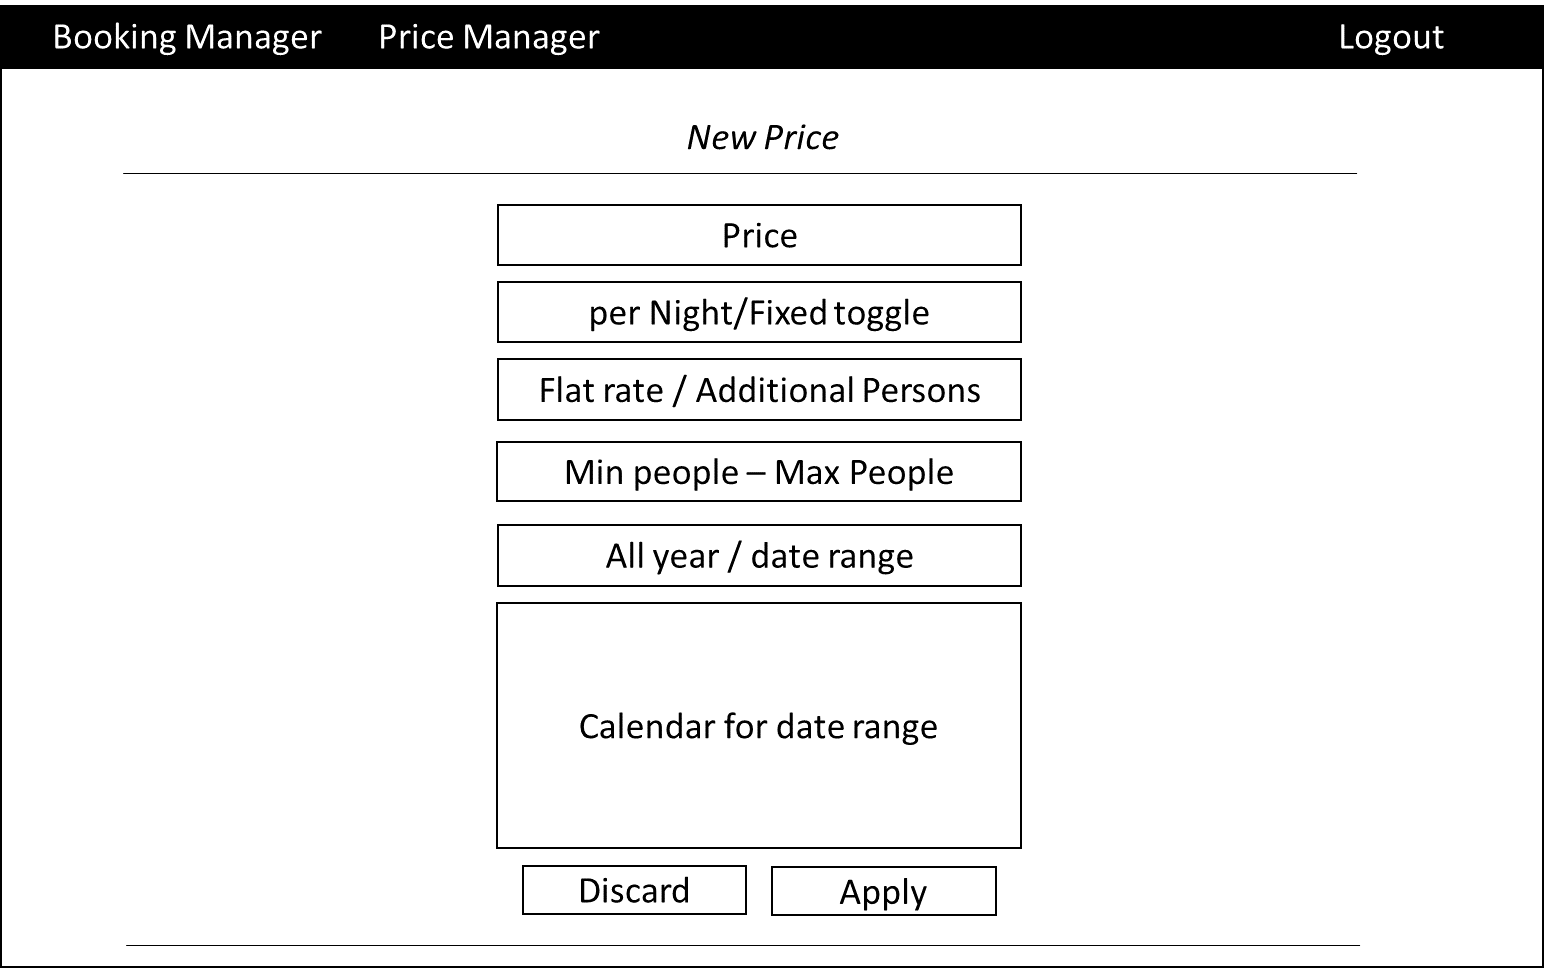 Booking Manager Price Manager Logout
New Price
Price
per Night/Fixed toggle
Flat rate / Additional Persons
Min people – Max People
All year / date range
Calendar for date range
Discard Apply